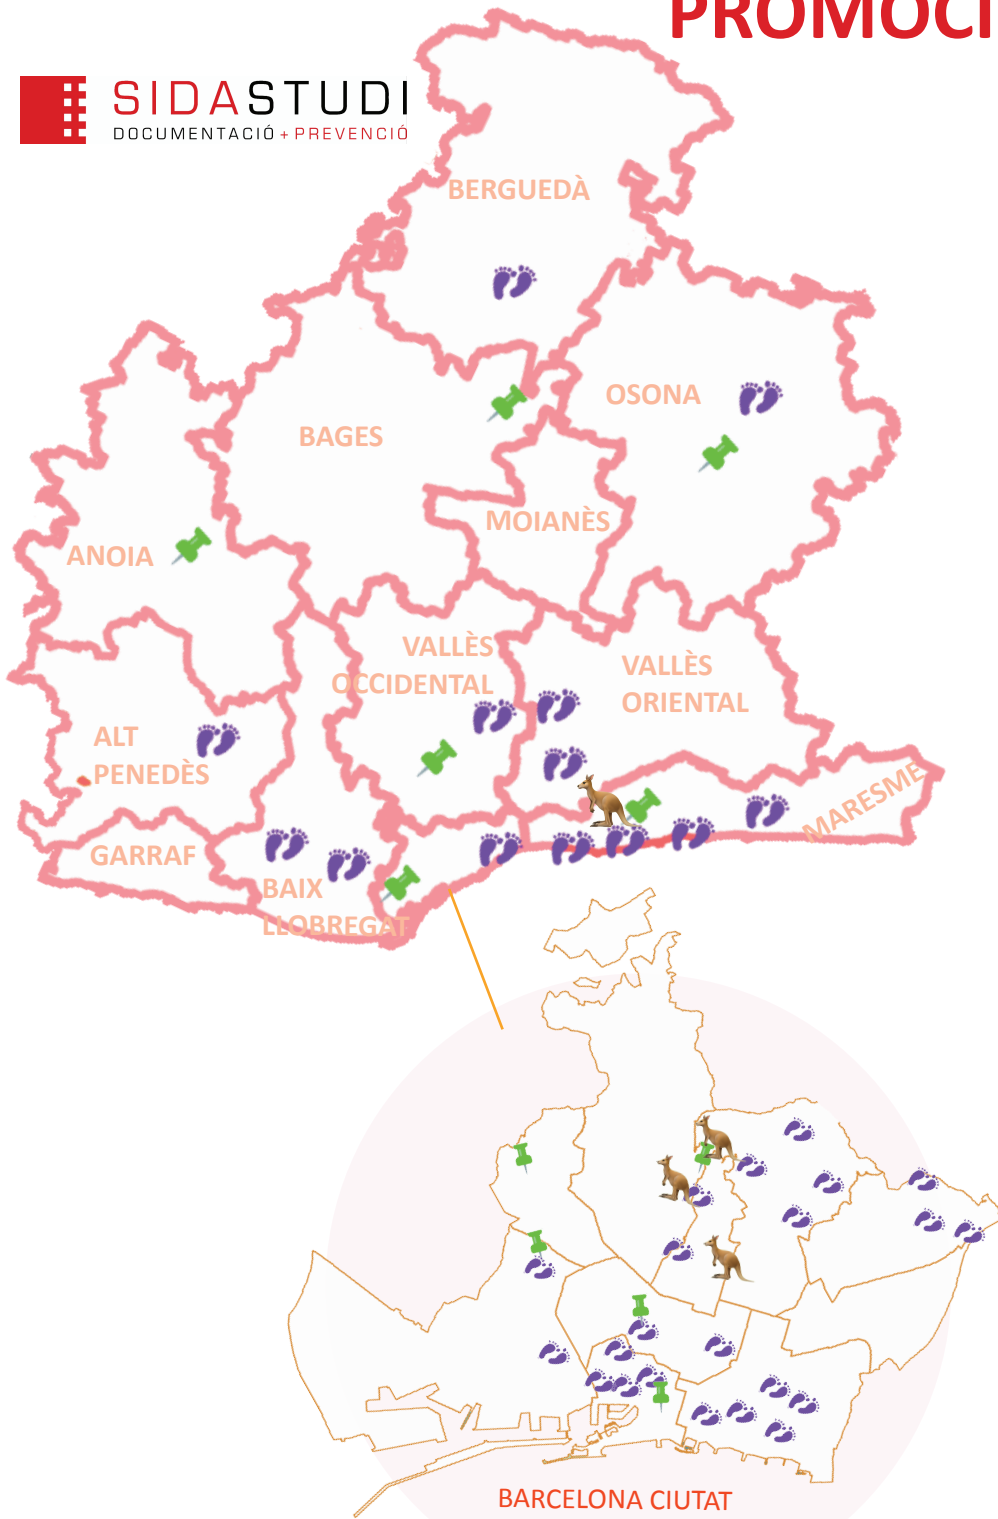 PROMOCI
SIDASTUDI
DOCUMENTACIÓ + PREVENCIÓ
BERGUEDÀ
OSONA
BAGES
MOIANÈS
ANOIA
VALLÈS
OCCIDENTAL
VALLÈS
ORIENTAL
ALT
PENEDÈS
MARESME
GARRAF
BAIX
LLOBREGAT
BARCELONA CIUTAT